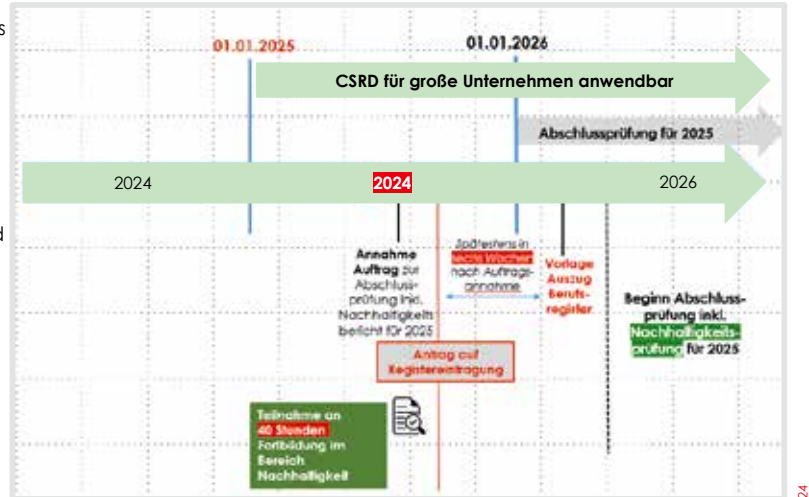 s
01.01.2025
01.01.2026
CSRD für große Unternehmen anwendbar
Abschlussprüfung für 2025
2024
2024
2026
d
Annahme
Auftrag zur
Abschluss-
prüfung inkl.
Nachhaltigkeits
bericht für 2025
Spätestens in
sechs Wochen
nach Auftrags-
annahme
Vorlage
Auszug
Berufs-
register
Beginn Abschluss-
prüfung inkl.
Nachhaltigkeits-
prüfung für 2025
Antrag auf
Registereintragung
Teilnahme an
40 Stunden
Fortbildung im
Bereich
Nachhaltigkeit
24